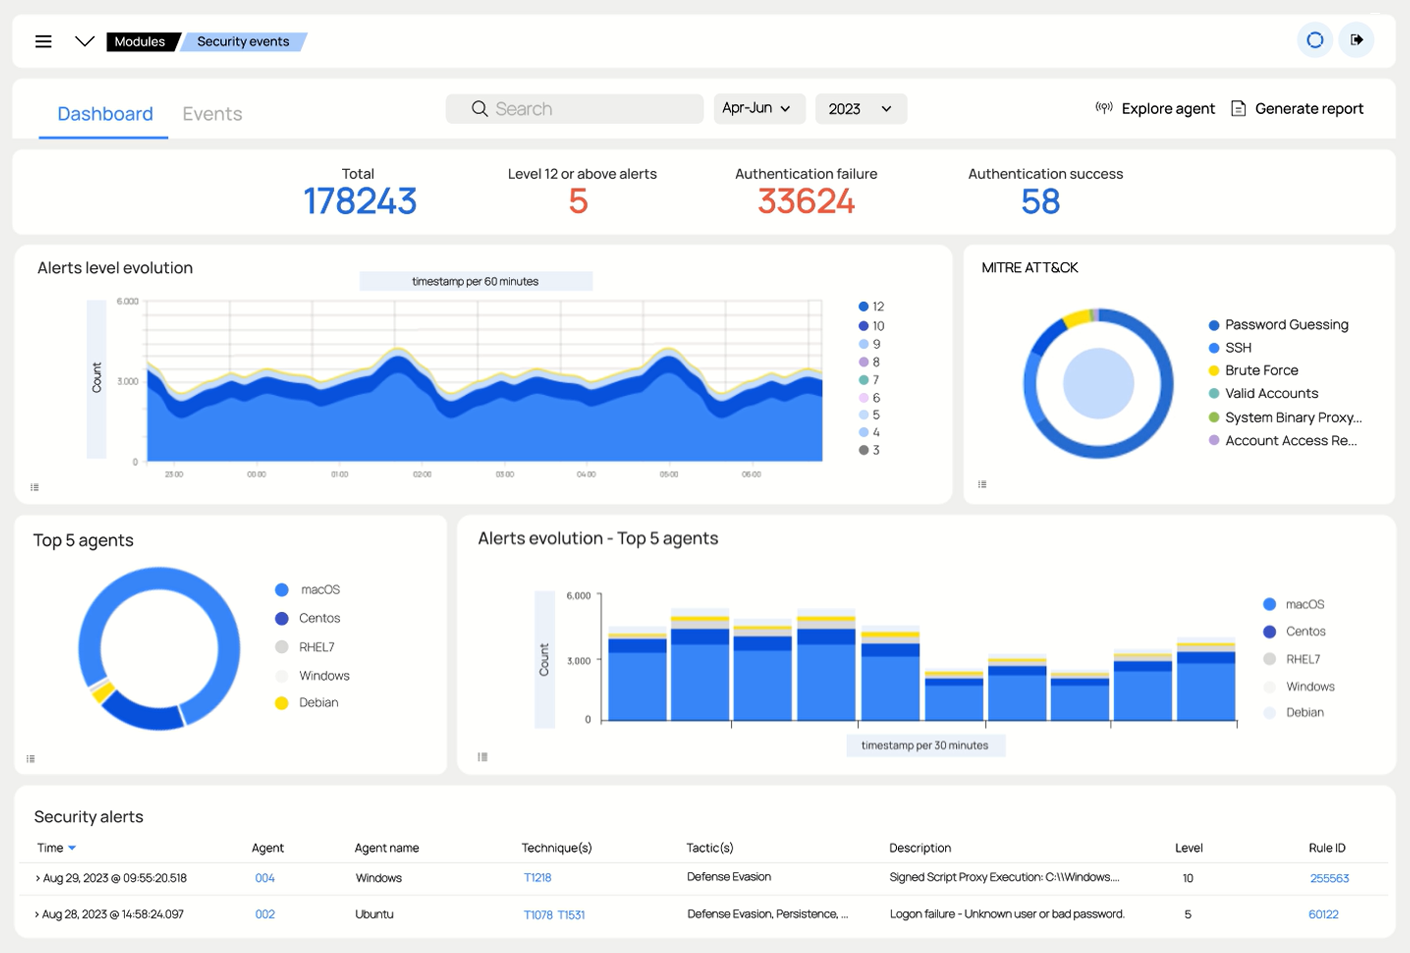 Modules Security events
Dashboard Events Search Apr-Jun 2023 Explore agent Generate report
Total Level 12 or above alerts Authentication failure Authentication success
178243 5 33624 58
Alerts level evolution
timestamp per 60 minutes
Count
6.000
3.000
0
23:00 00:00 01:00 02:00 03:00 04:00 05:00 06:00
12
10
9
8
7
6
5
4
3
MITRE ATT&CK
Password Guessing
SSH
Brute Force
Valid Accounts
System Binary Proxy...
Account Access Re...
Top 5 agents
macOS
Centos
RHEL7
Windows
Debian
Alerts evolution - Top 5 agents
Count
6,000
3,000
0
timestamp per 30 minutes
macOS
Centos
RHEL7
Windows
Debian
Security alerts
Time Agent Agent name Technique(s) Tactic(s) Description Level Rule ID
Aug 29, 2023 @ 09:55:20.518 004 Windows T1218 Defense Evasion Signed Script Proxy Execution: C:\\Windows.... 10 255563
Aug 28, 2023 @ 14:58:24.097 002 Ubuntu T1078 T1531 Defense Evasion, Persistence, ... Logon failure - Unknown user or bad password. 5 60122